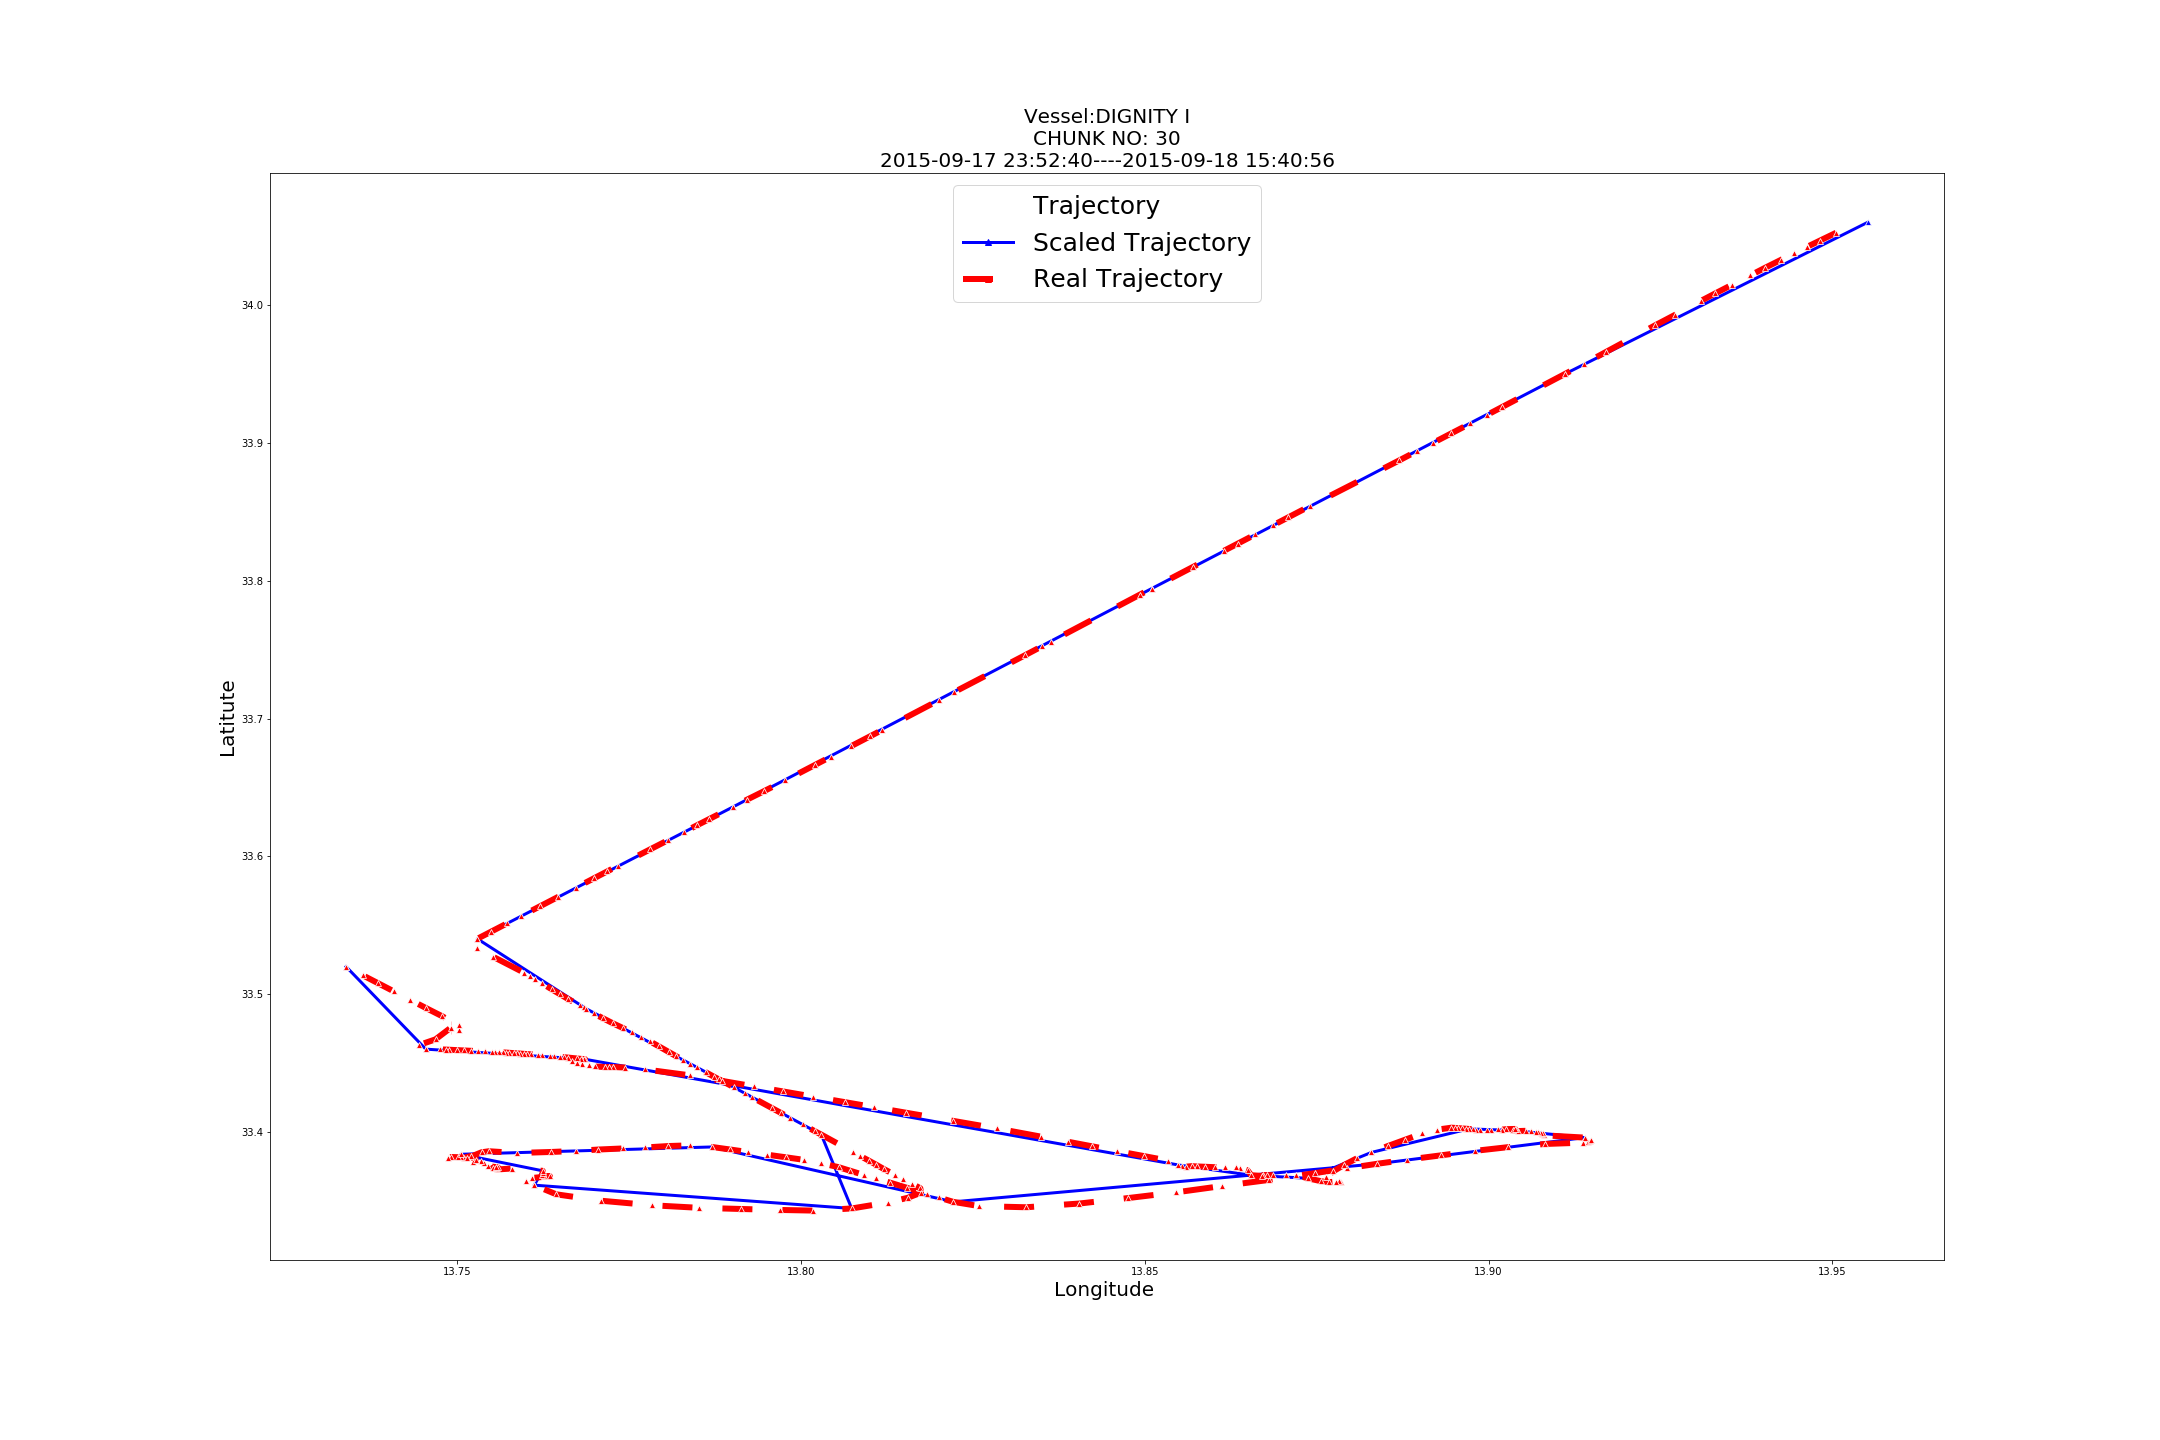 Vessel:DIGNITY I
CHUNK NO: 30
2015-09-17 23:52:40----2015-09-18 15:40:56
Trajectory
Scaled Trajectory
Real Trajectory
34.0
33.9
33.8
33.7
33.6
33.5
33.4
Latitute
13.75
13.80
13.85
13.90
13.95
Longitude